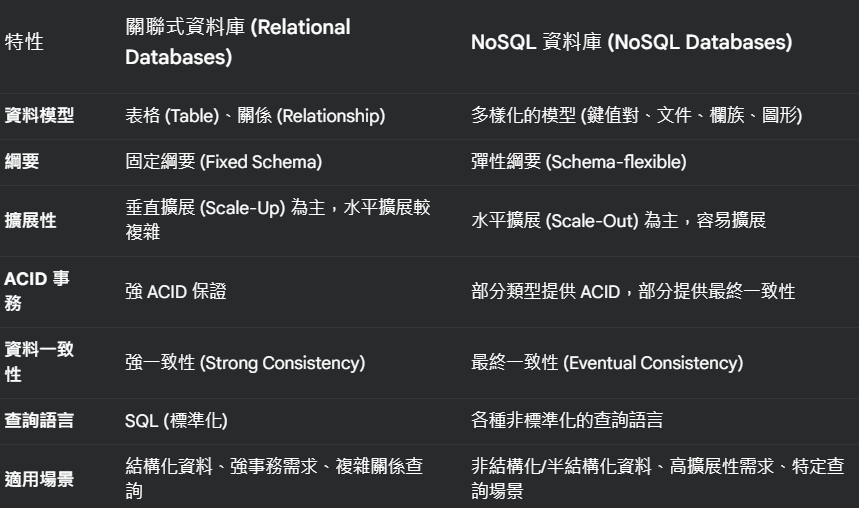 特性 關聯式資料庫 (Relational Databases) NoSQL 資料庫 (NoSQL Databases)
資料模型 表格 (Table)、關係 (Relationship) 多樣化的模型 (鍵值對、文件、欄族、圖形)
綱要 固定綱要 (Fixed Schema) 彈性綱要 (Schema-flexible)
擴展性 垂直擴展 (Scale-Up) 為主，水平擴展較複雜 水平擴展 (Scale-Out) 為主，容易擴展
ACID 事務 強 ACID 保證 部分類型提供 ACID，部分提供最終一致性
資料一致性 強一致性 (Strong Consistency) 最終一致性 (Eventual Consistency)
查詢語言 SQL (標準化) 各種非標準化的查詢語言
適用場景 結構化資料、強事務需求、複雜關係查詢 非結構化/半結構化資料、高擴展性需求、特定查詢場景